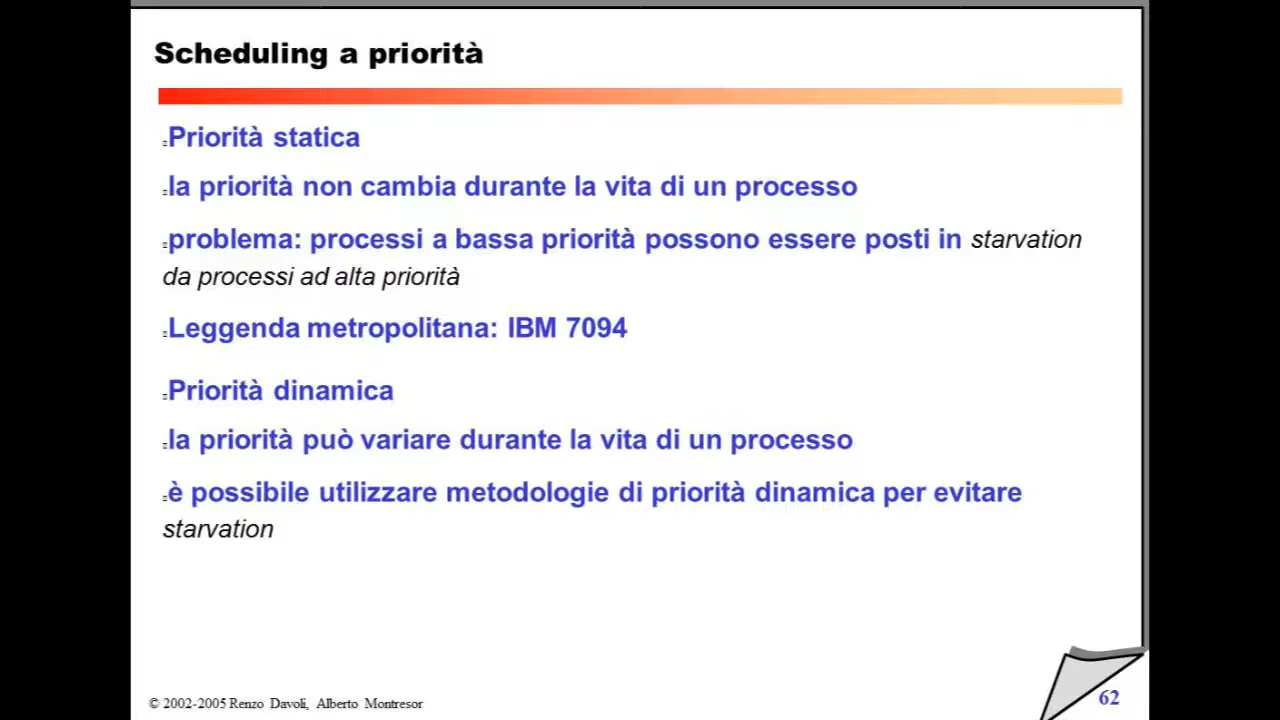 Scheduling a priorità
Priorità statica
la priorità non cambia durante la vita di un processo
problema: processi a bassa priorità possono essere posti in starvation
da processi ad alta priorità
Leggenda metropolitana: IBM 7094
Priorità dinamica
la priorità può variare durante la vita di un processo
è possibile utilizzare metodologie di priorità dinamica per evitare
starvation
© 2002-2005 Renzo Davoli, Alberto Montresor
62